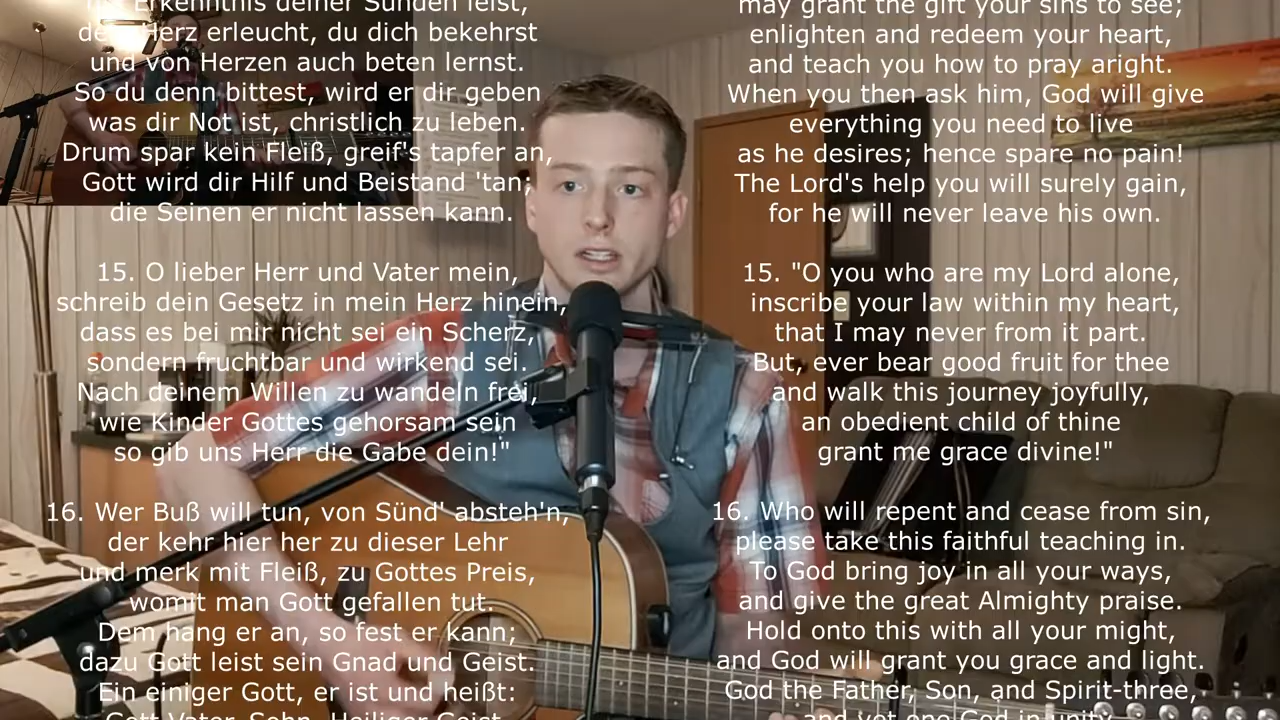 die Erkenntnis deiner Sünden leist,
dein Herz erleucht, du dich bekehrst
und von Herzen auch beten lernst.
So du denn bittest, wird er dir geben
was dir Not ist, christlich zu leben.
Drum spar kein Fleiß, greif's tapfer an,
Gott wird dir Hilf und Beistand 'tan;
die Seinen er nicht lassen kann.
15. O lieber Herr und Vater mein,
schreib dein Gesetz in mein Herz hinein,
dass es bei mir nicht sei ein Scherz,
sondern fruchtbar und wirkend sei.
Nach deinem Willen zu wandeln frei,
wie Kinder Gottes gehorsam sein
so gib uns Herr die Gabe dein!"
16. Wer Buß will tun, von Sünd' absteh'n,
der kehr hier her zu dieser Lehr
und merk mit Fleiß, zu Gottes Preis,
womit man Gott gefallen tut.
Dem hang er an, so fest er kann;
dazu Gott leist sein Gnad und Geist.
Ein einiger Gott, er ist und heißt:
Gott Vater, Sohn, Heiliger Geist
may grant the gift your sins to see;
enlighten and redeem your heart,
and teach you how to pray aright.
When you then ask him, God will give
everything you need to live
as he desires; hence spare no pain!
The Lord's help you will surely gain,
for he will never leave his own.
15. "O you who are my Lord alone,
inscribe your law within my heart,
that I may never from it part.
But, ever bear good fruit for thee
and walk this journey joyfully,
an obedient child of thine
grant me grace divine!"
16. Who will repent and cease from sin,
please take this faithful teaching in.
To God bring joy in all your ways,
and give the great Almighty praise.
Hold onto this with all your might,
and God will grant you grace and light.
God the Father, Son, and Spirit-three,
and yet one God in unity